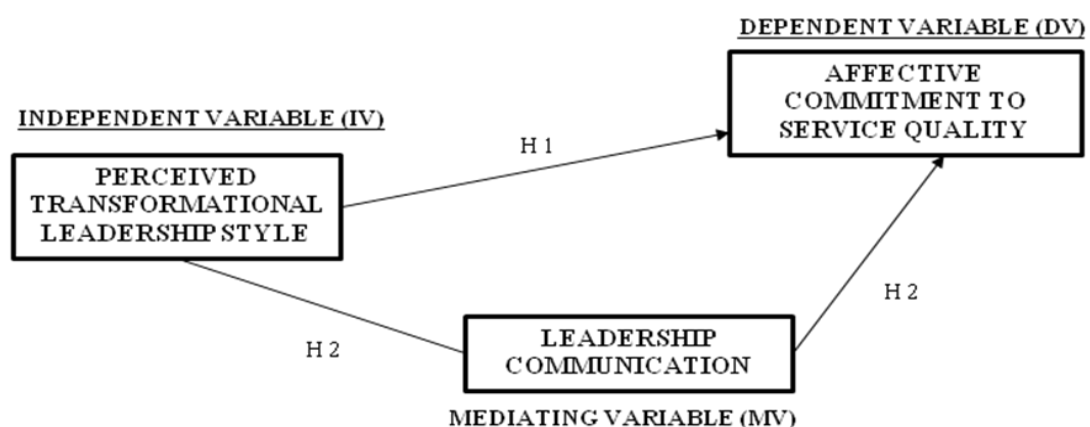 DEPENDENT VARIABLE (DV)
AFFECTIVE
COMMITMENT TO
SERVICE QUALITY
INDEPENDENT VARIABLE (IV)
H 1
PERCEIVED
TRANSFORMATIONAL
LEADERSHIP STYLE
H 2
H 2
LEADERSHIP
COMMUNICATION
MEDIATING VARIABLE (MV)